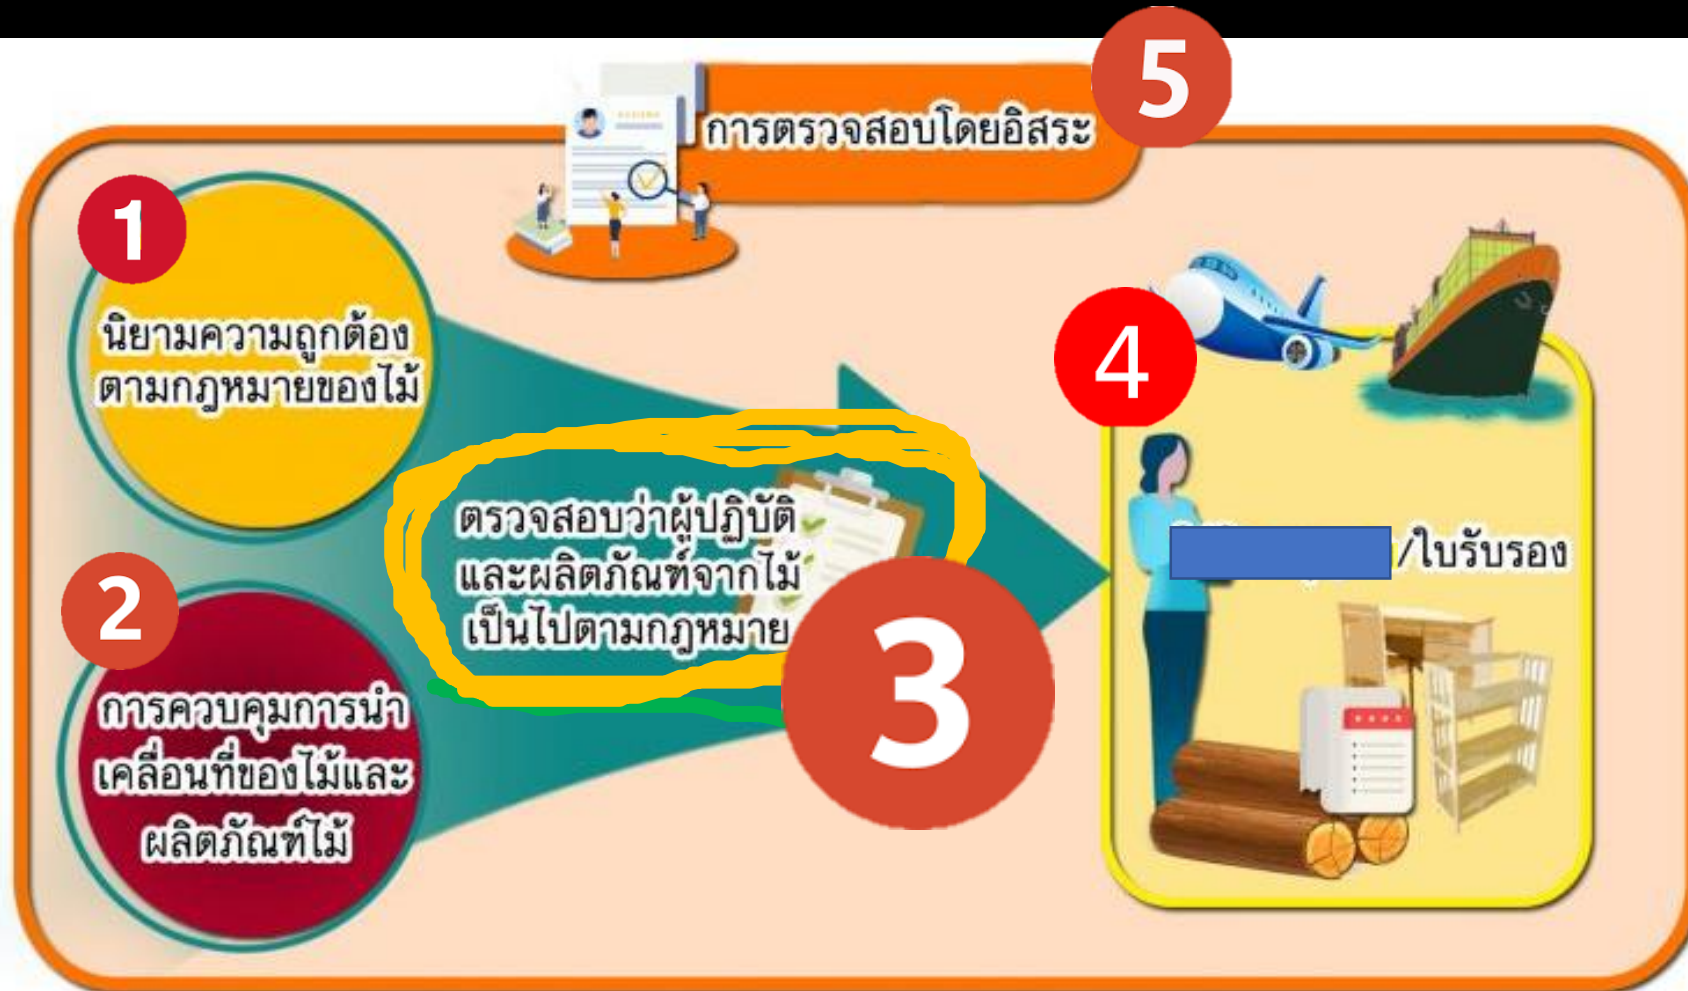 5
การตรวจสอบโดยอิสระ
1
นิยามความถูกต้อง
ตามกฎหมายของไม้
2
การควบคุมการนำ
เคลื่อนที่ของไม้และ
ผลิตภัณฑ์ไม้
ตรวจสอบว่าผู้ปฏิบัติ
และผลิตภัณฑ์จากไม้
เป็นไปตามกฎหมาย
3
4
/ใบรับรอง